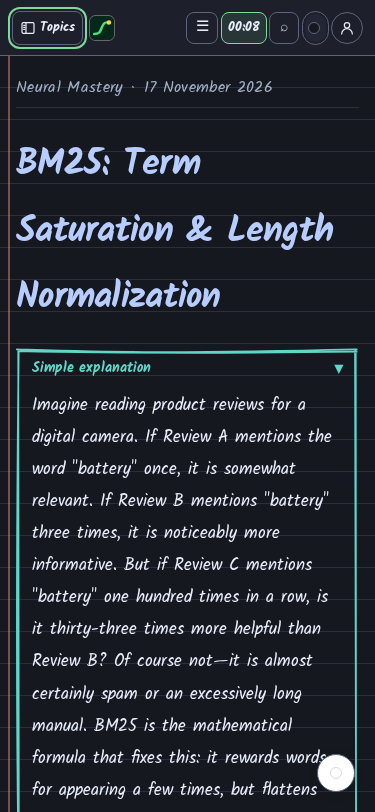 Topics
00:08
Neural Mastery · 17 November 2026
BM25: Term
Saturation & Length
Normalization
Simple explanation
Imagine reading product reviews for a
digital camera. If Review A mentions the
word "battery" once, it is somewhat
relevant. If Review B mentions "battery"
three times, it is noticeably more
informative. But if Review C mentions
"battery" one hundred times in a row, is
it thirty-three times more helpful than
Review B? Of course not—it is almost
certainly spam or an excessively long
manual. BM25 is the mathematical
formula that fixes this: it rewards words
for appearing a few times, but flattens